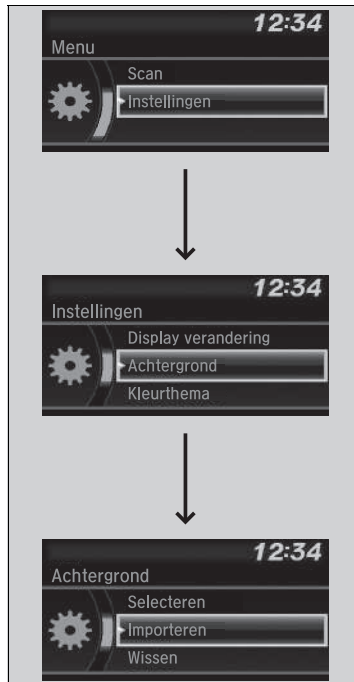 12:34
Menu
Scan
Instellingen
12:34
Instellingen
Display verandering
Achtergrond
Kleurthema
12:34
Achtergrond
Selecteren
Importeren
Wissen